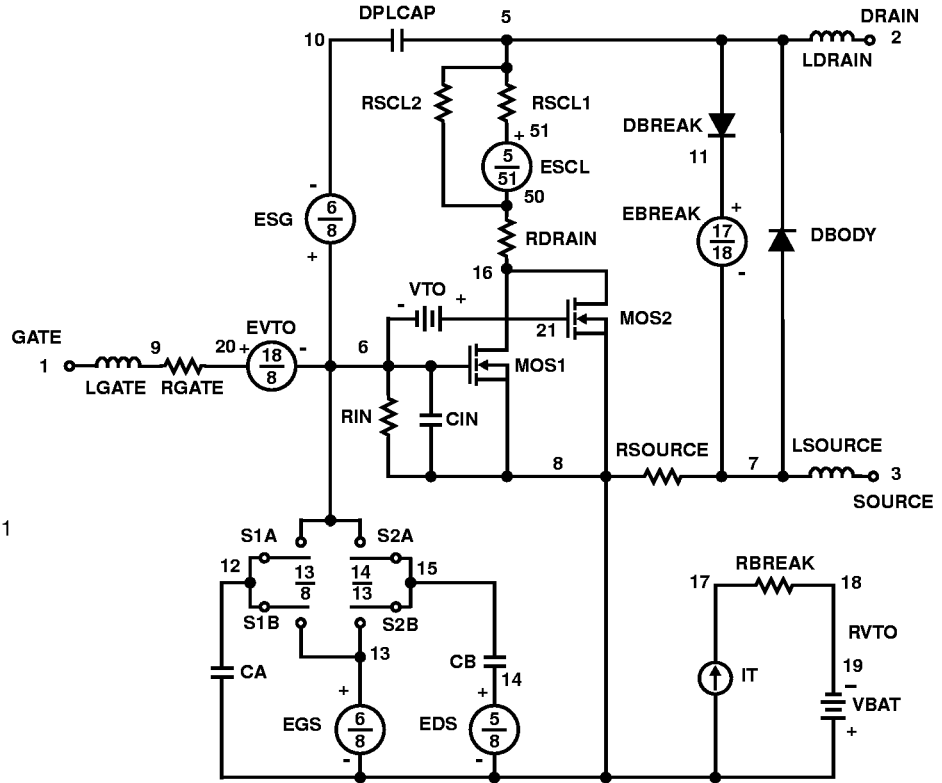 DPLCAP
5
DRAIN
10
2
LDRAIN
RSCL2
RSCL1
+ 51
DBREAK
5
51
ESCL
11
50
- 
6
8
ESG
+
EBREAK
+
17
18
-
DBODY
RDRAIN
16
- VTO +
21
MOS2
GATE
1
9
20
EVTO
+
18
8
-
6
MOS1
LGATE
RGATE
RIN
CIN
8
RSOURCE
7
LSOURCE
3
SOURCE
1
S1A
S2A
12
13
8
14
13
15
S1B
S2B
13
CA
CB
14
+
EGS
6
8
-
+
EDS
5
8
-
RBREAK
17
18
RVTO
19
IT
-
VBAT
+